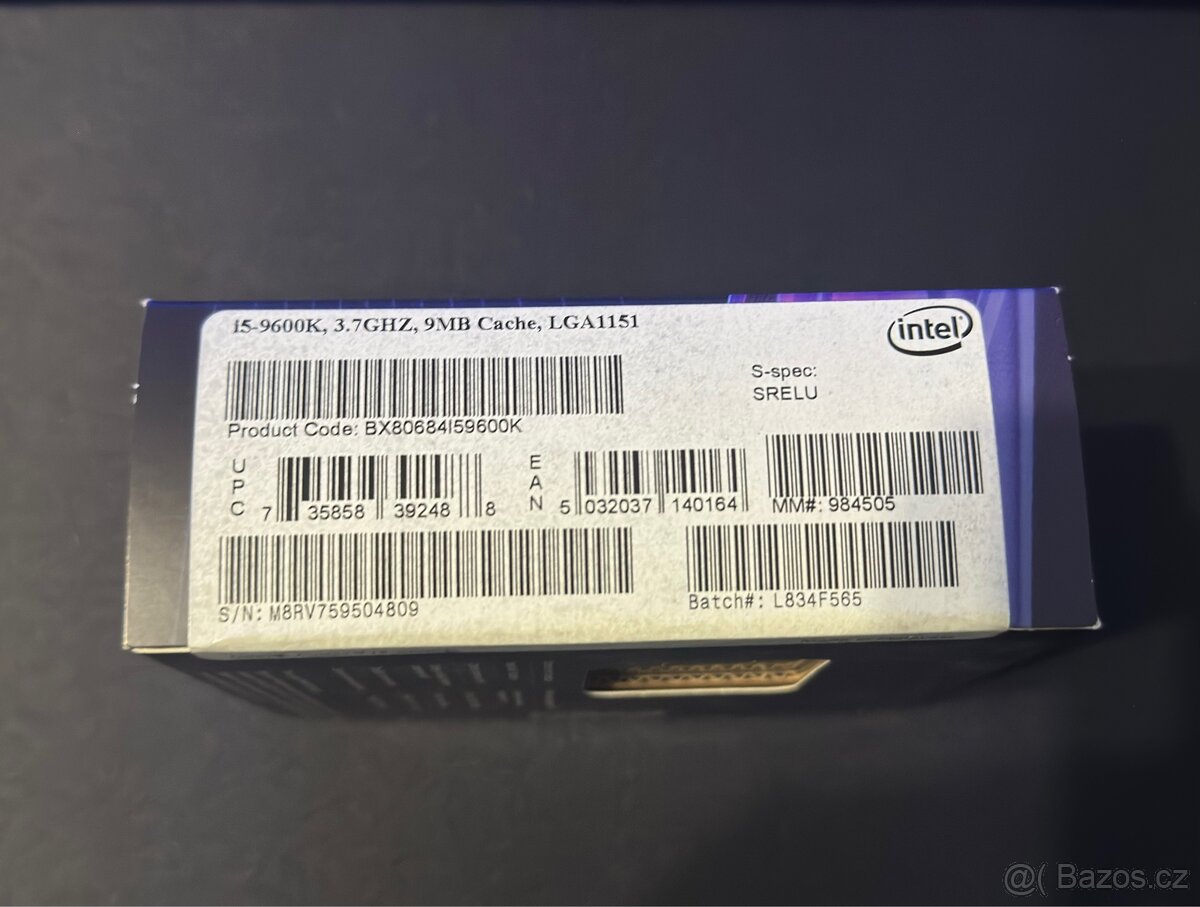 i5-9600K, 3.7GHZ, 9MB Cache, LGA1151
intel
S-spec:
SRELU
Product Code: BX80684I59600K
UPC 7 35858 39248 8
EAN 5 032037 140164
MM#: 984505
S/N: M8RV759504809
Batch#: L834F565
@( Bazos.cz